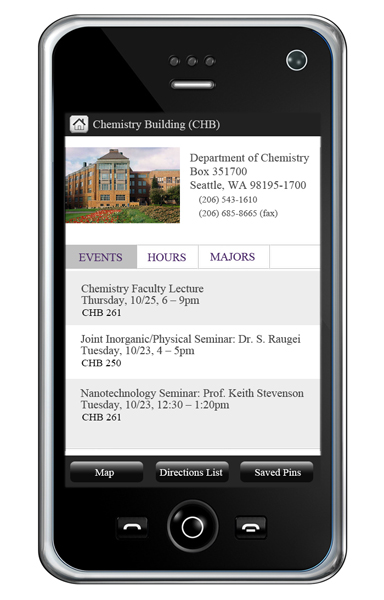 Chemistry Building (CHB)
Department of Chemistry
Box 351700
Seattle, WA 98195-1700
(206) 543-1610
(206) 685-8665 (fax)
EVENTS HOURS MAJORS
Chemistry Faculty Lecture
Thursday, 10/25, 6 – 9pm
CHB 261
Joint Inorganic/Physical Seminar: Dr. S. Raugei
Tuesday, 10/23, 4 – 5pm
CHB 250
Nanotechnology Seminar: Prof. Keith Stevenson
Tuesday, 10/23, 12:30 – 1:20pm
CHB 261
Map Directions List Saved Pins